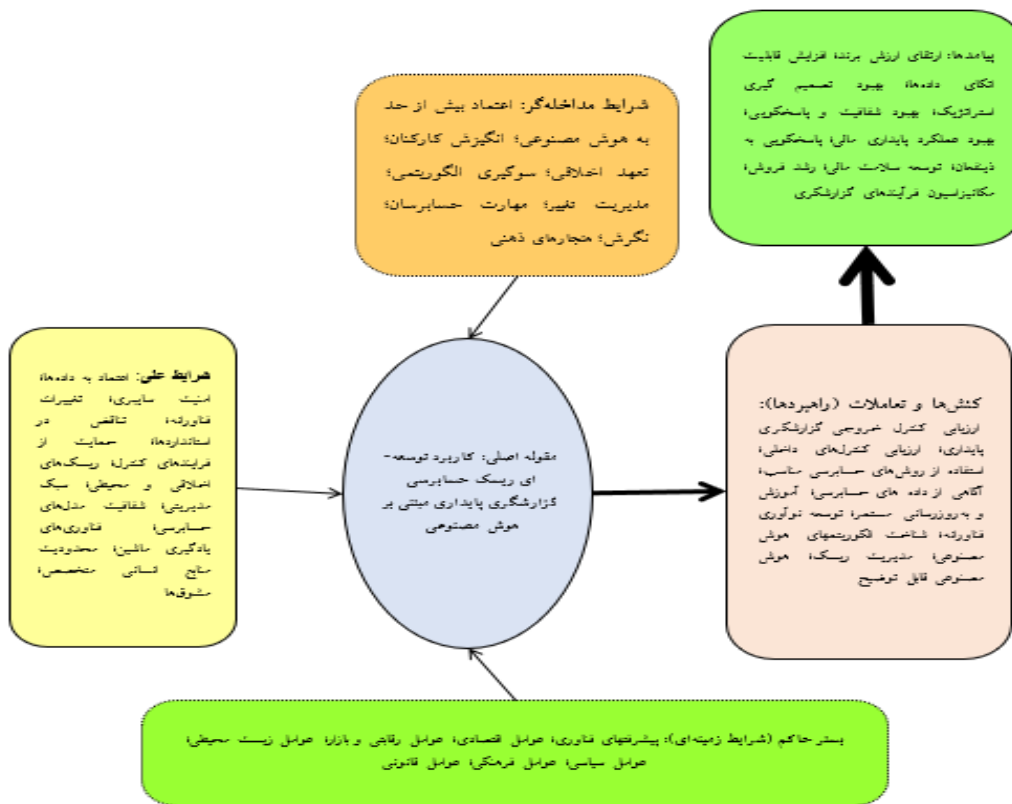 پیامدها: ارتقای ارزش برند؛ افزایش قابلیت
اتکای داده‌ها؛ بهبود تصمیم گیری
استراتژیک؛ بهبود شفافیت و پاسخگویی؛
بهبود عملکرد پایداری مالی؛ پاسخگویی به
ذینفعان؛ توسعه سلامت مالی؛ رشد فروش؛
مکانیزاسیون فرآیندهای گزارشگری
شرایط مداخله‌گر: اعتماد بیش از حد
به هوش مصنوعی؛ انگیزش کارکنان؛
تعهد اخلاقی؛ سوگیری الگوریتمی؛
مدیریت تغییر؛ مهارت حسابرسان؛
نگرش؛ هنجارهای ذهنی
شرایط علی: اعتماد به داده‌ها؛
امنیت سایبری؛ تغییرات
فناورانه؛ تناقض در
استانداردها؛ حمایت از
فرایندهای کنترل؛ ریسک‌های
اخلاقی و محیطی؛ سبک
مدیریتی؛ شفافیت مدل‌های
حسابرسی؛ فناوری‌های
یادگیری ماشین؛ محدودیت
منابع انسانی متخصص؛
مشوق‌ها
مقوله اصلی: کاربرد توسعه-
ای ریسک حسابرسی
گزارشگری پایداری مبتنی بر
هوش مصنوعی
کنش‌ها و تعاملات (راهبردها):
ارزیابی کنترل خروجی گزارشگری
پایداری؛ ارزیابی کنترل‌های داخلی؛
استفاده از روش‌های حسابرسی مناسب؛
آگاهی از داده های حسابرسی؛ آموزش
و به‌روزرسانی مستمر؛ توسعه نوآوری
فناورانه؛ شناخت الگوریتمهای هوش
مصنوعی؛ مدیریت ریسک؛ هوش
مصنوعی قابل توضیح
بستر حاکم (شرایط زمینه‌ای): پیشرفتهای فناوری؛ عوامل اقتصادی؛ عوامل رقابتی و بازار؛ عوامل زیست محیطی؛
عوامل سیاسی؛ عوامل فرهنگی؛ عوامل قانونی